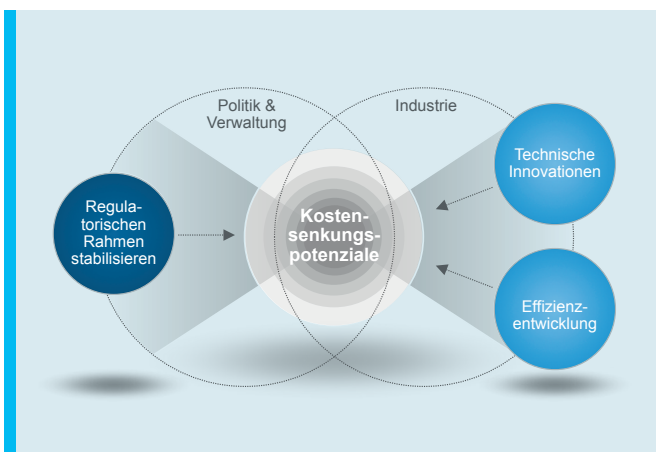 Politik &
Verwaltung
Industrie
Technische
Innovationen
Regula-
torischen
Rahmen
stabilisieren
Kosten-
senkungs-
potenziale
Effizienz-
entwicklung